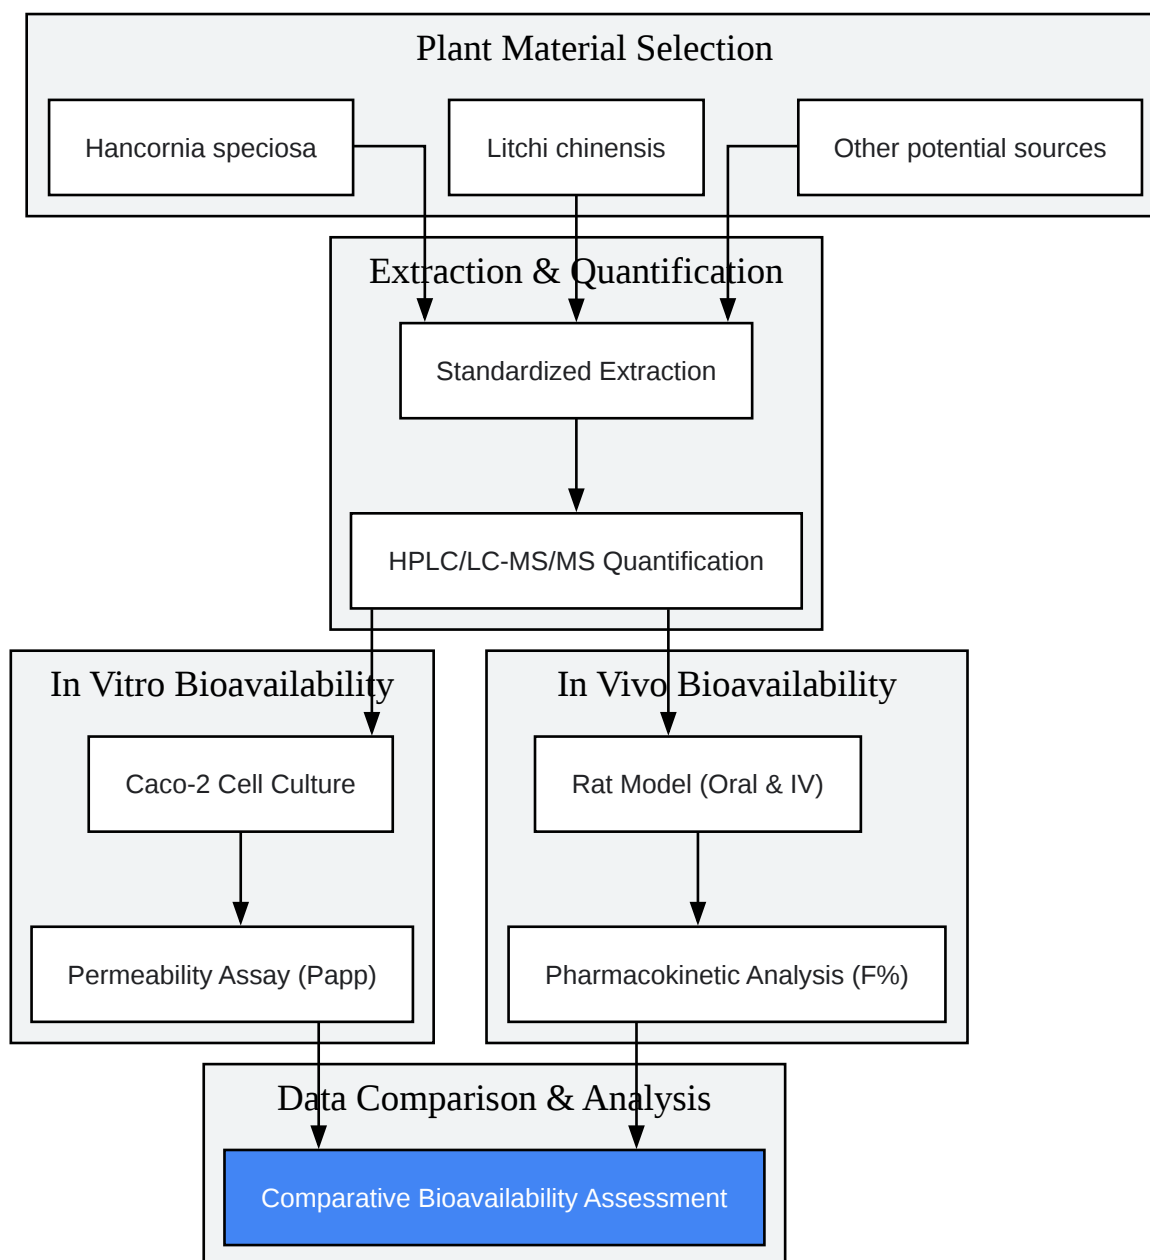 Plant Material Selection
Hancornia speciosa
Litchi chinensis
Other potential sources
Extraction & Quantification
Standardized Extraction
HPLC/LC-MS/MS Quantification
In Vitro Bioavailability
In Vivo Bioavailability
Caco-2 Cell Culture
Rat Model (Oral & IV)
Permeability Assay (Papp)
Pharmacokinetic Analysis (F%)
Data Comparison & Analysis
Comparative Bioavailability Assessment